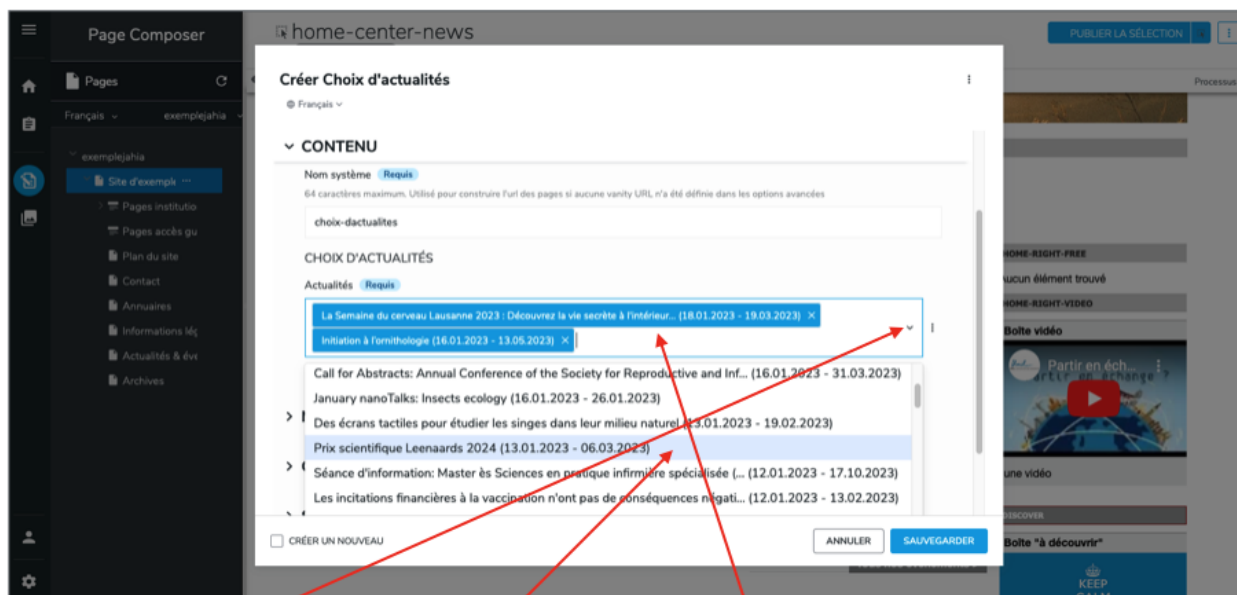 Page Composer
home-center-news
PUBLIER LA SÉLECTION
Pages
Processus
Français
exemplejahia
exemplejahia
Site d'exempl
Pages institutio
Pages accès gu
Plan du site
Contact
Annuaires
Informations lég
Actualités & éve
Archives
Créer Choix d'actualités
Français
CONTENU
Nom système Requis
64 caractères maximum. Utilisé pour construire l'url des pages si aucune vanity URL n'a été définie dans les options avancées
choix-dactualites
CHOIX D'ACTUALITÉS
Actualités Requis
La Semaine du cerveau Lausanne 2023 : Découvrez la vie secrète à l'intérieur... (18.01.2023 - 19.03.2023) ×
Initiation à l'ornithologie (16.01.2023 - 13.05.2023) ×
Call for Abstracts: Annual Conference of the Society for Reproductive and Inf... (16.01.2023 - 31.03.2023)
January nanoTalks: Insects ecology (16.01.2023 - 26.01.2023)
Des écrans tactiles pour étudier les singes dans leur milieu naturel (13.01.2023 - 19.02.2023)
Prix scientifique Leenaards 2024 (13.01.2023 - 06.03.2023)
Séance d'information: Master ès Sciences en pratique infirmière spécialisée (... (12.01.2023 - 17.10.2023)
Les incitations financières à la vaccination n'ont pas de conséquences négati... (12.01.2023 - 13.02.2023)
CRÉER UN NOUVEAU
ANNULER
SAUVEGARDER
HOME-RIGHT-FREE
Aucun élément trouvé
HOME-RIGHT-VIDEO
Boîte vidéo
Partir en éch...
une vidéo
DISCOVER
Boîte "à découvrir"
KEEP